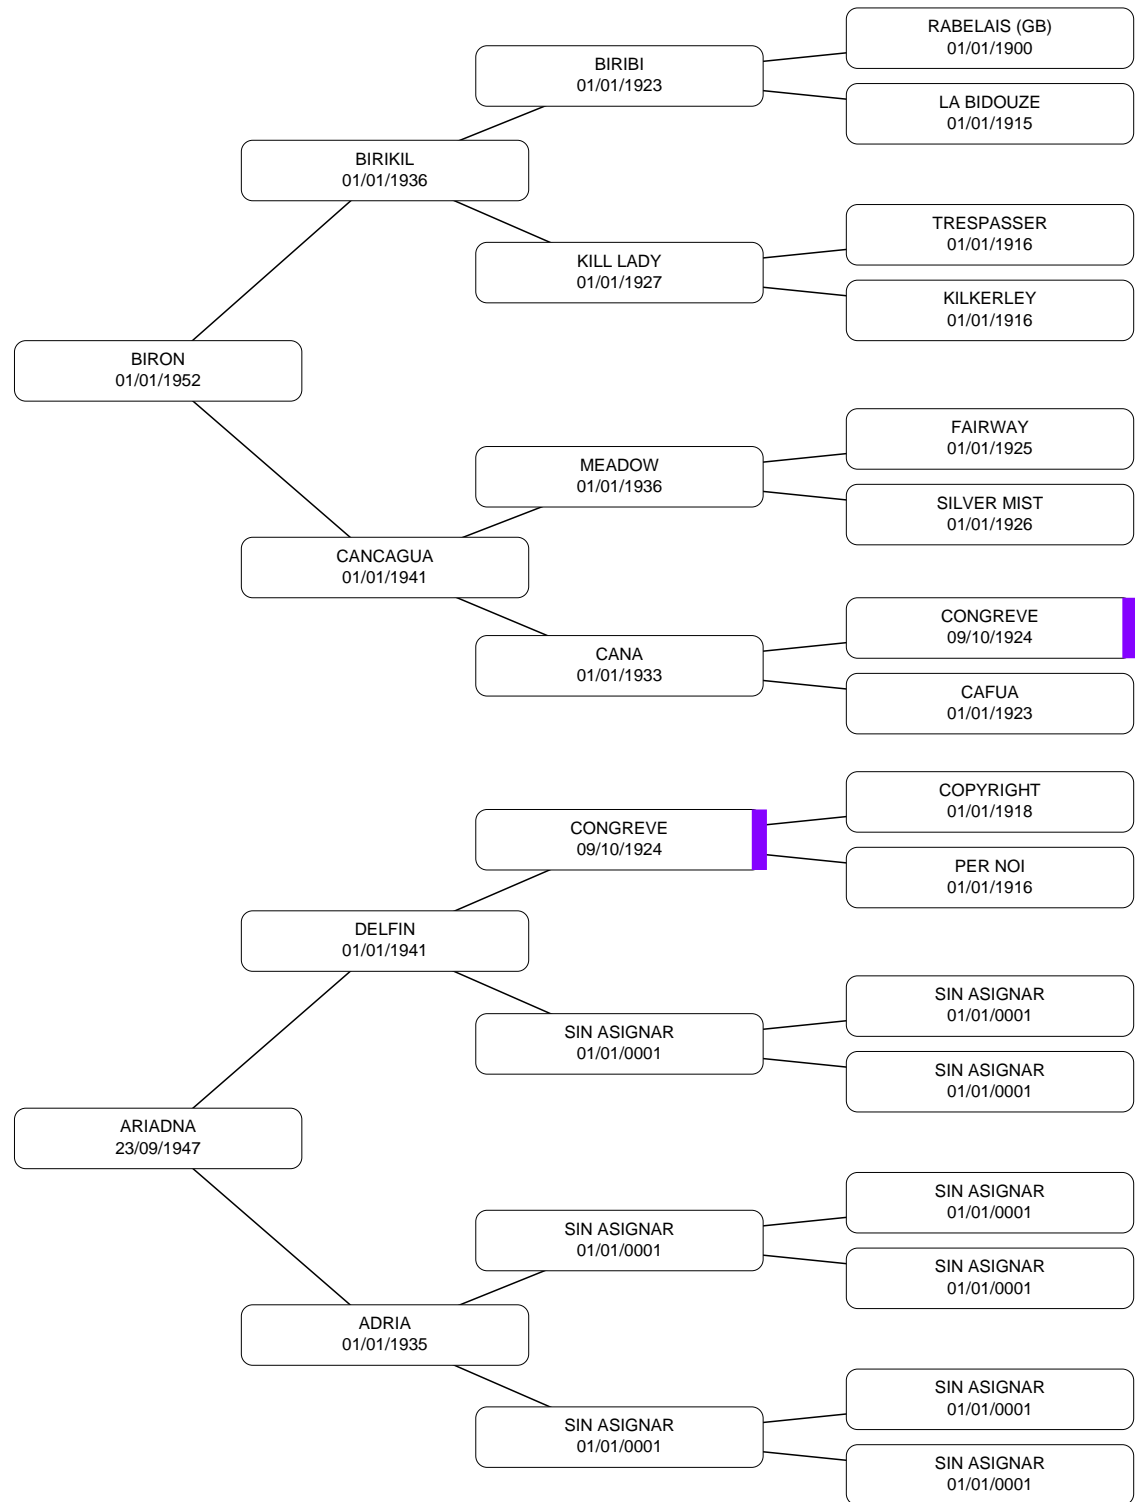 RABELAIS (GB)
01/01/1900
BIRIBI
01/01/1923
LA BIDOUZE
01/01/1915
BIRIKIL
01/01/1936
TRESPASSER
01/01/1916
KILL LADY
01/01/1927
KILKERLEY
01/01/1916
BIRON
01/01/1952
FAIRWAY
01/01/1925
MEADOW
01/01/1936
SILVER MIST
01/01/1926
CANCAGUA
01/01/1941
CONGREVE
09/10/1924
CANA
01/01/1933
CAFUA
01/01/1923
COPYRIGHT
01/01/1918
CONGREVE
09/10/1924
PER NOI
01/01/1916
DELFIN
01/01/1941
SIN ASIGNAR
01/01/0001
SIN ASIGNAR
01/01/0001
SIN ASIGNAR
01/01/0001
ARIADNA
23/09/1947
SIN ASIGNAR
01/01/0001
SIN ASIGNAR
01/01/0001
SIN ASIGNAR
01/01/0001
ADRIA
01/01/1935
SIN ASIGNAR
01/01/0001
SIN ASIGNAR
01/01/0001
SIN ASIGNAR
01/01/0001